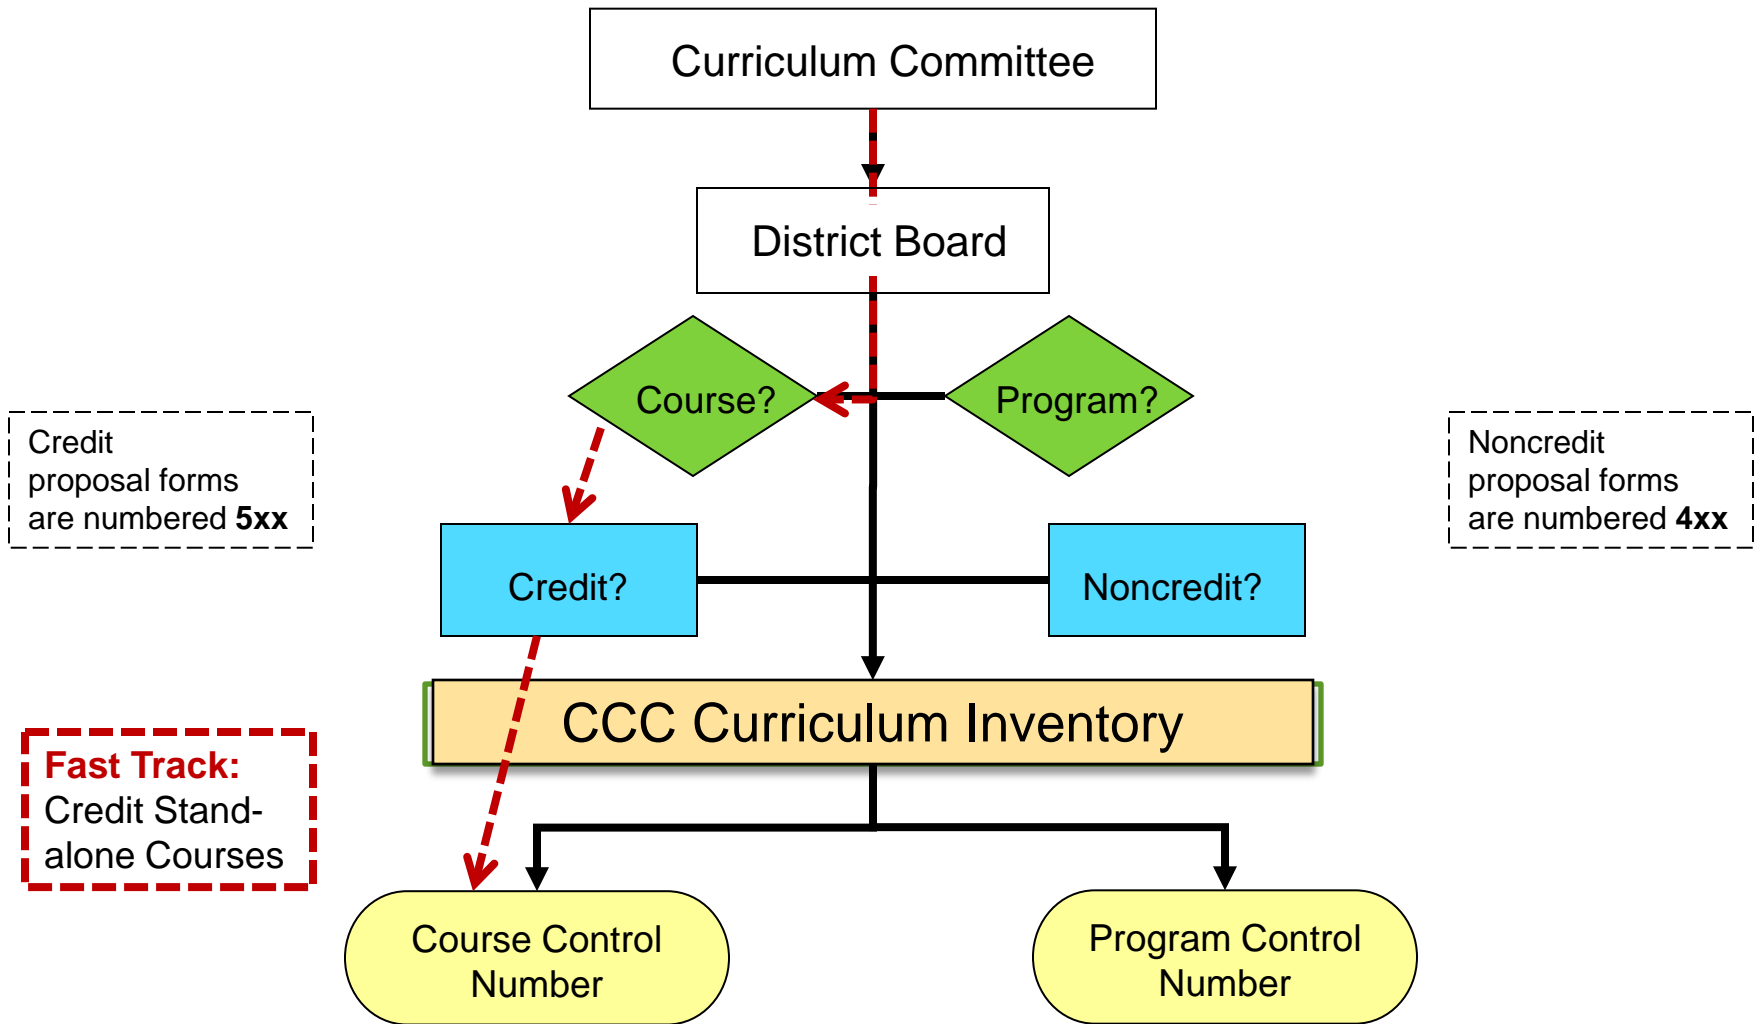 Curriculum Committee
District Board
Course?
Program?
Credit
proposal forms
are numbered 5xx
Noncredit
proposal forms
are numbered 4xx
Credit?
Noncredit?
CCC Curriculum Inventory
Fast Track:
Credit Stand-
alone Courses
Course Control
Number
Program Control
Number